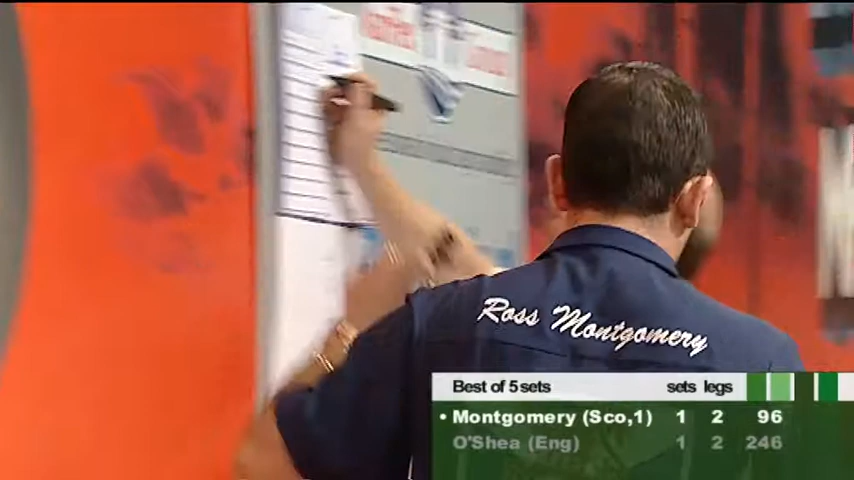 Ross Montgomery
Best of 5 sets sets legs
• Montgomery (Sco,1) 1 2 96
O'Shea (Eng) 1 2 246